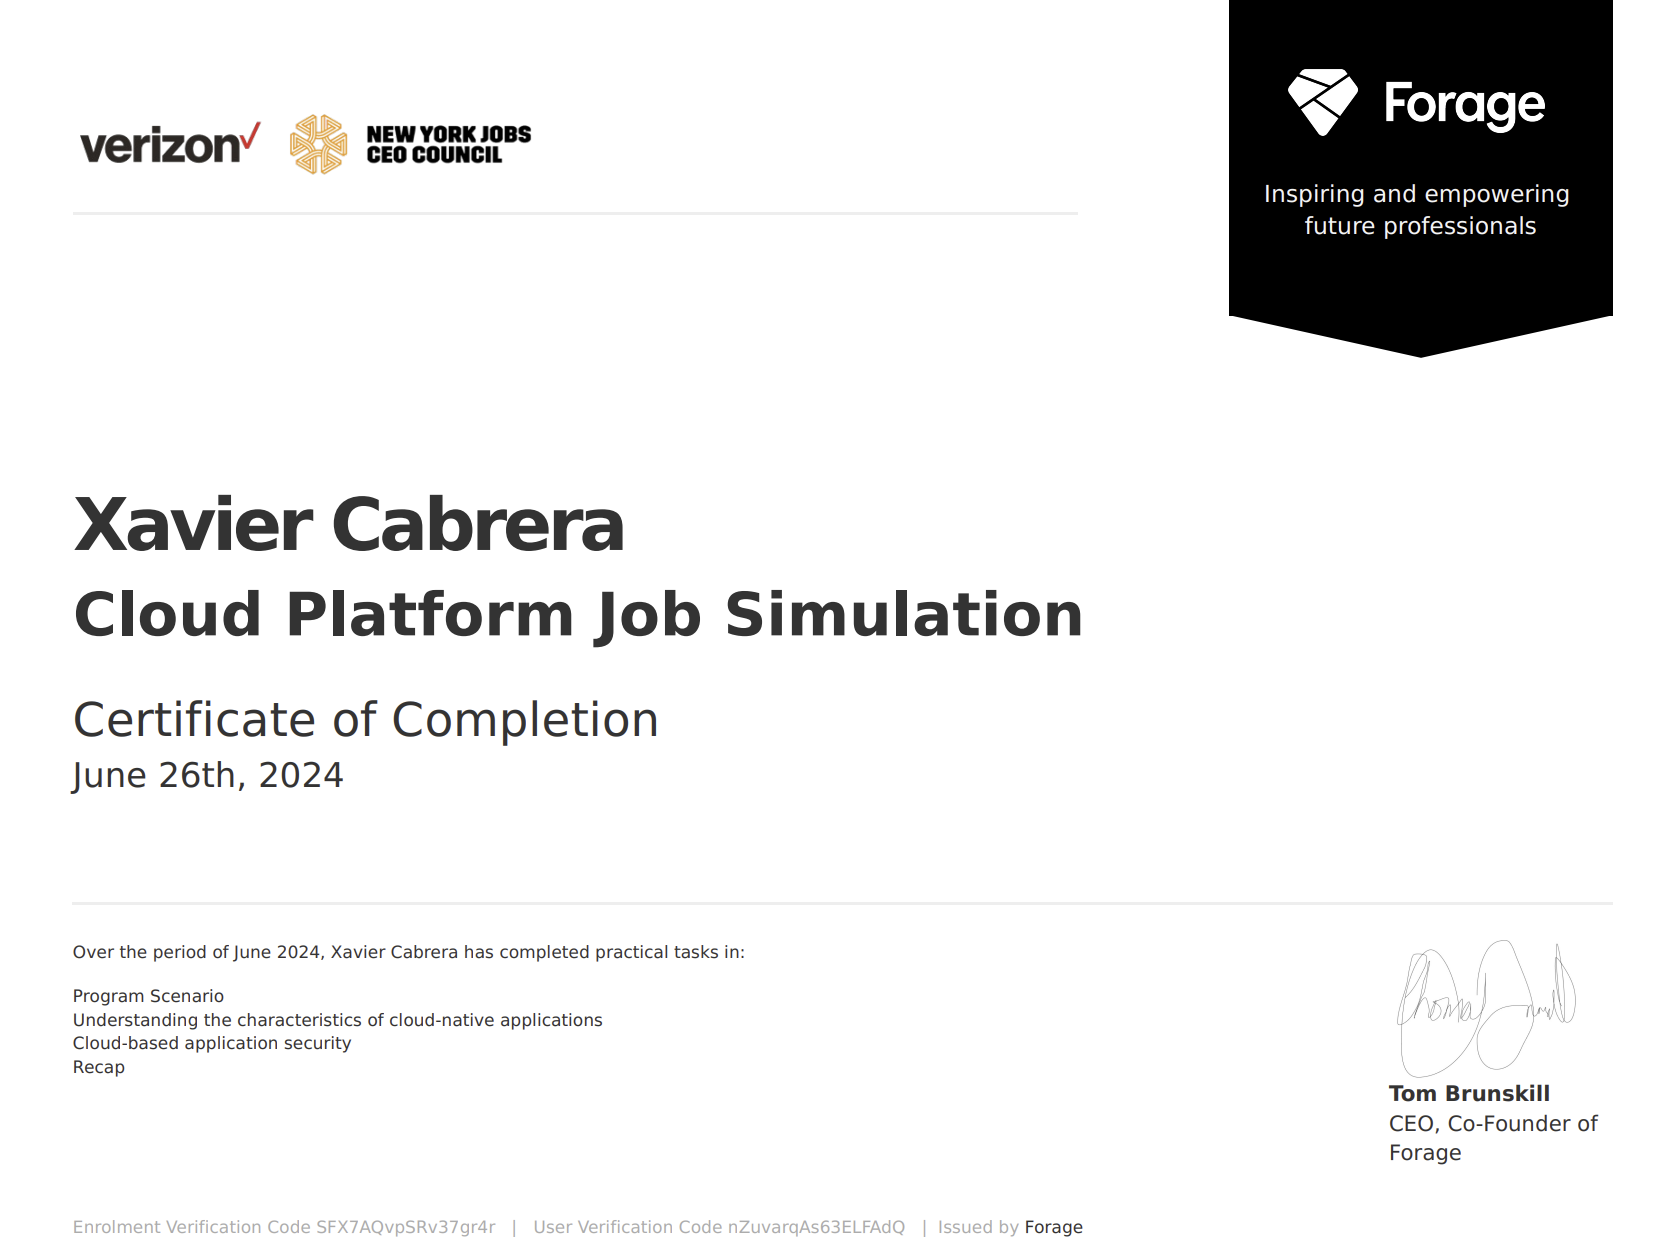 verizon
NEW YORK JOBS
CEO COUNCIL
Forage
Inspiring and empowering
future professionals
Xavier Cabrera
Cloud Platform Job Simulation
Certificate of Completion
June 26th, 2024
Over the period of June 2024, Xavier Cabrera has completed practical tasks in:
Program Scenario
Understanding the characteristics of cloud-native applications
Cloud-based application security
Recap
Thomas Brunskill
Tom Brunskill
CEO, Co-Founder of
Forage
Enrolment Verification Code SFX7AQvpSRv37gr4r | User Verification Code nZuvarqAs63ELFAdQ | Issued by Forage